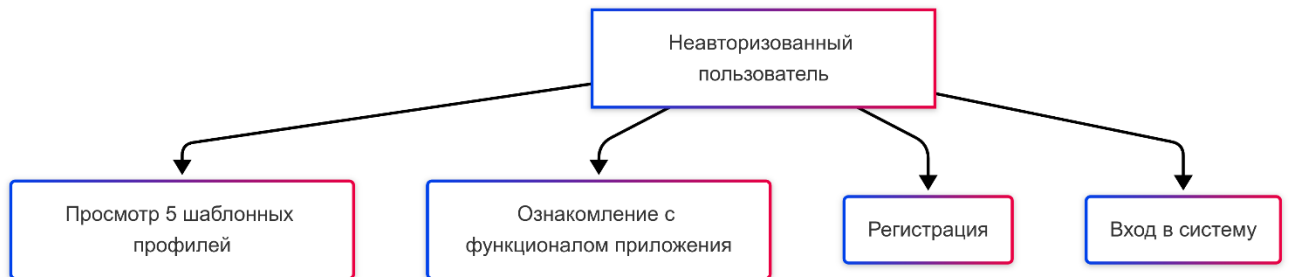 Неавторизованный
пользователь
Просмотр 5 шаблонных
профилей
Ознакомление с
функционалом приложения
Регистрация
Вход в систему